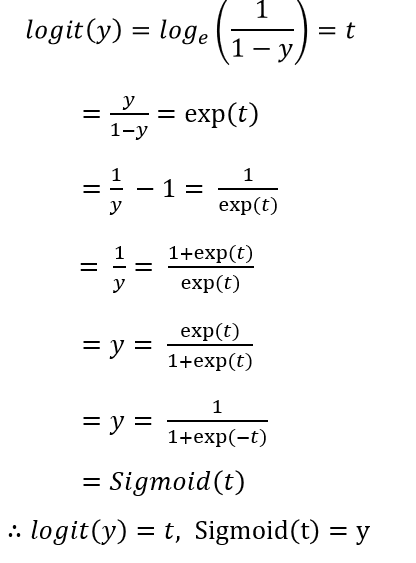 logit(y) = logₑ(1/(1 − y)) = t
= y/(1−y) = exp(t)
= 1/y − 1 = 1/exp(t)
= 1/y = (1+exp(t))/exp(t)
= y = exp(t)/(1+exp(t))
= y = 1/(1+exp(−t))
= Sigmoid(t)
∴ logit(y) = t, Sigmoid(t) = y